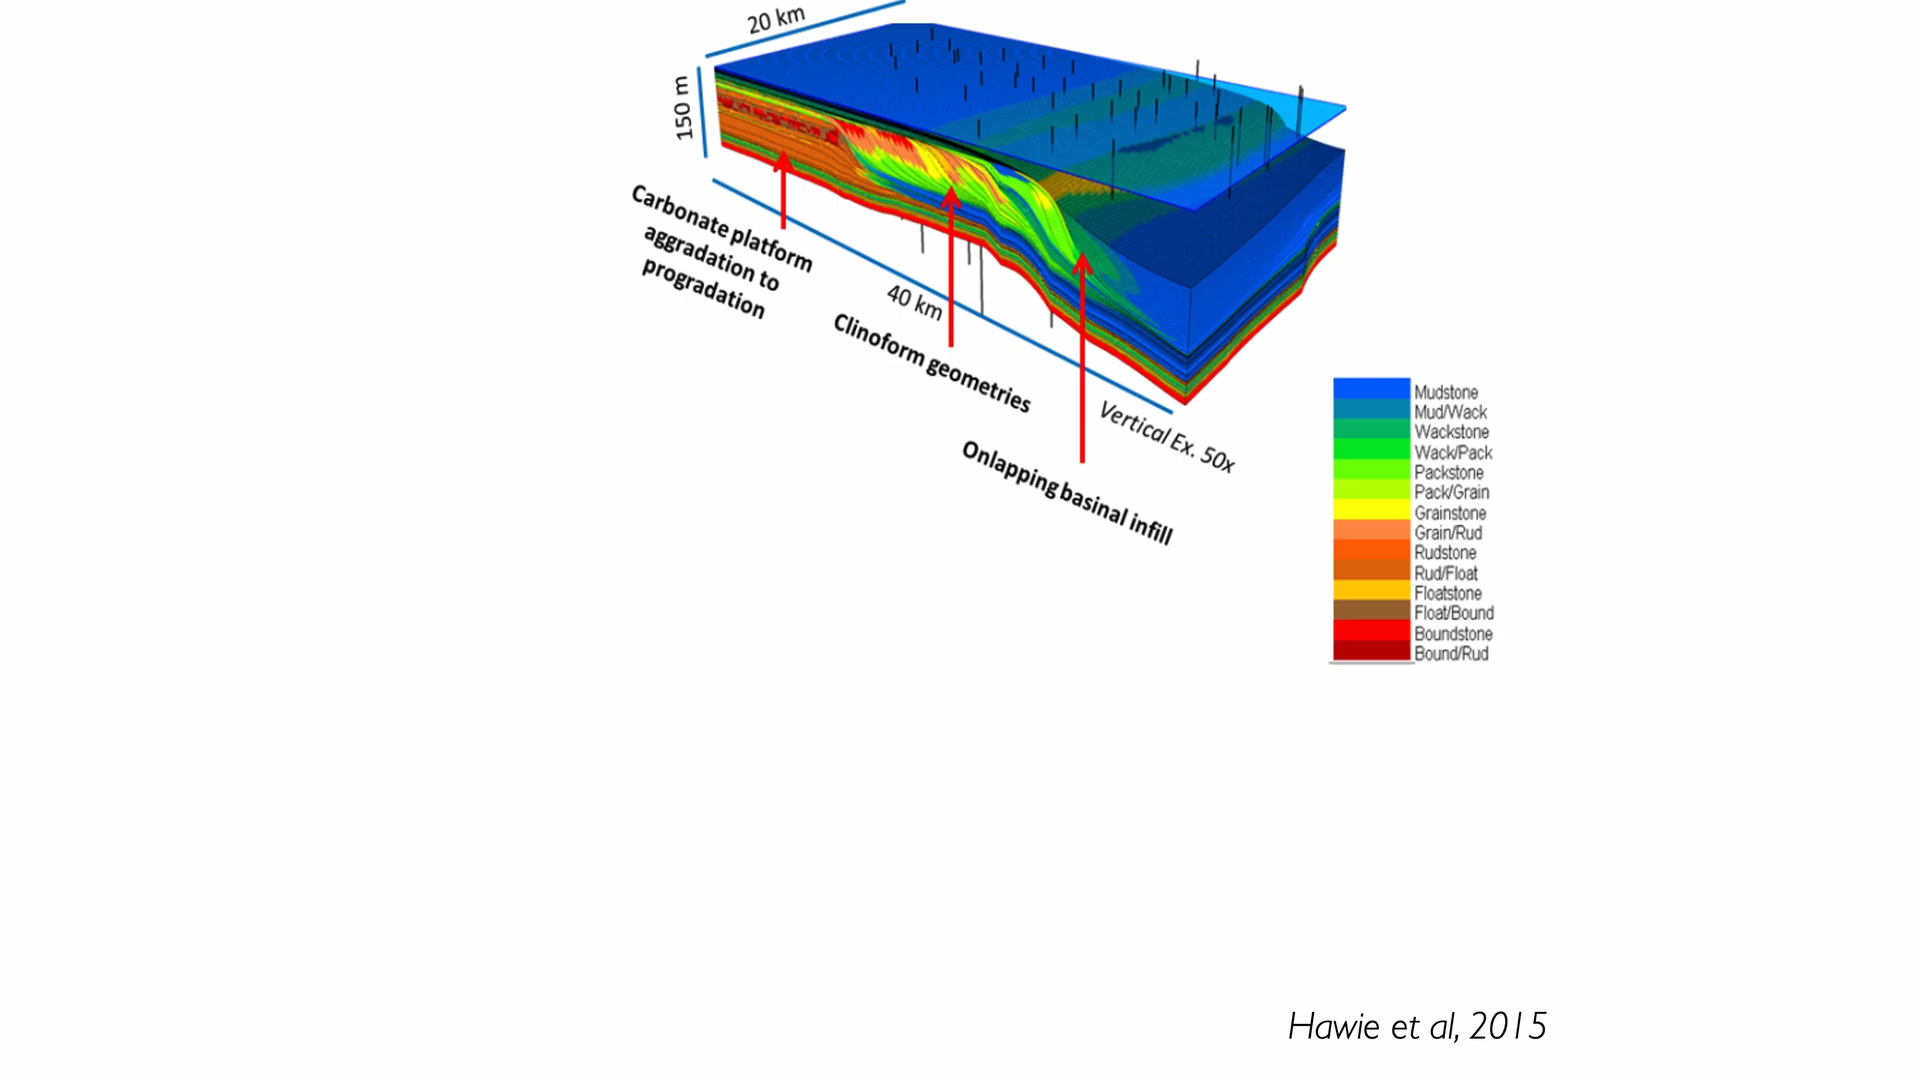 20 km
150 m
Carbonate platform
aggradation to
progradation
40 km
Clinoform geometries
Vertical Ex. 50x
Onlapping basinal infill
Mudstone
Mud/Wack
Wackstone
Wack/Pack
Packstone
Pack/Grain
Grainstone
Grain/Rud
Rudstone
Rud/Float
Floatstone
Float/Bound
Boundstone
Bound/Rud
Hawie et al, 2015